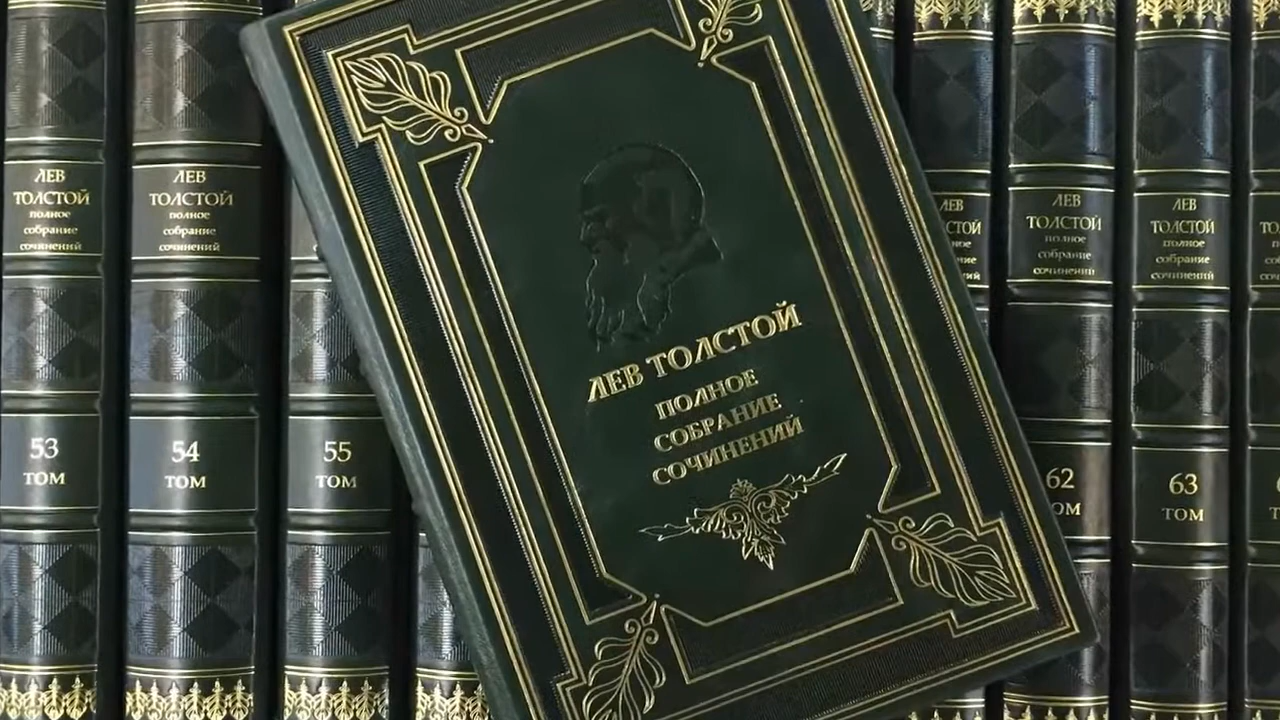 ЛЕВ ТОЛСТОЙ
ПОЛНОЕ
СОБРАНИЕ
СОЧИНЕНИЙ
ЛЕВ
ТОЛСТОЙ
ПОЛНОЕ
СОБРАНИЕ
СОЧИНЕНИЙ
53
ТОМ
ЛЕВ
ТОЛСТОЙ
ПОЛНОЕ
СОБРАНИЕ
СОЧИНЕНИЙ
54
ТОМ
55
ТОМ
ЛЕВ
ЛЕВ
ТОЛСТОЙ
ПОЛНОЕ
СОБРАНИЕ
СОЧИНЕНИЙ
62
ЛЕВ
ТОЛСТОЙ
ПОЛНОЕ
СОБРАНИЕ
СОЧИНЕНИЙ
63
ТОМ